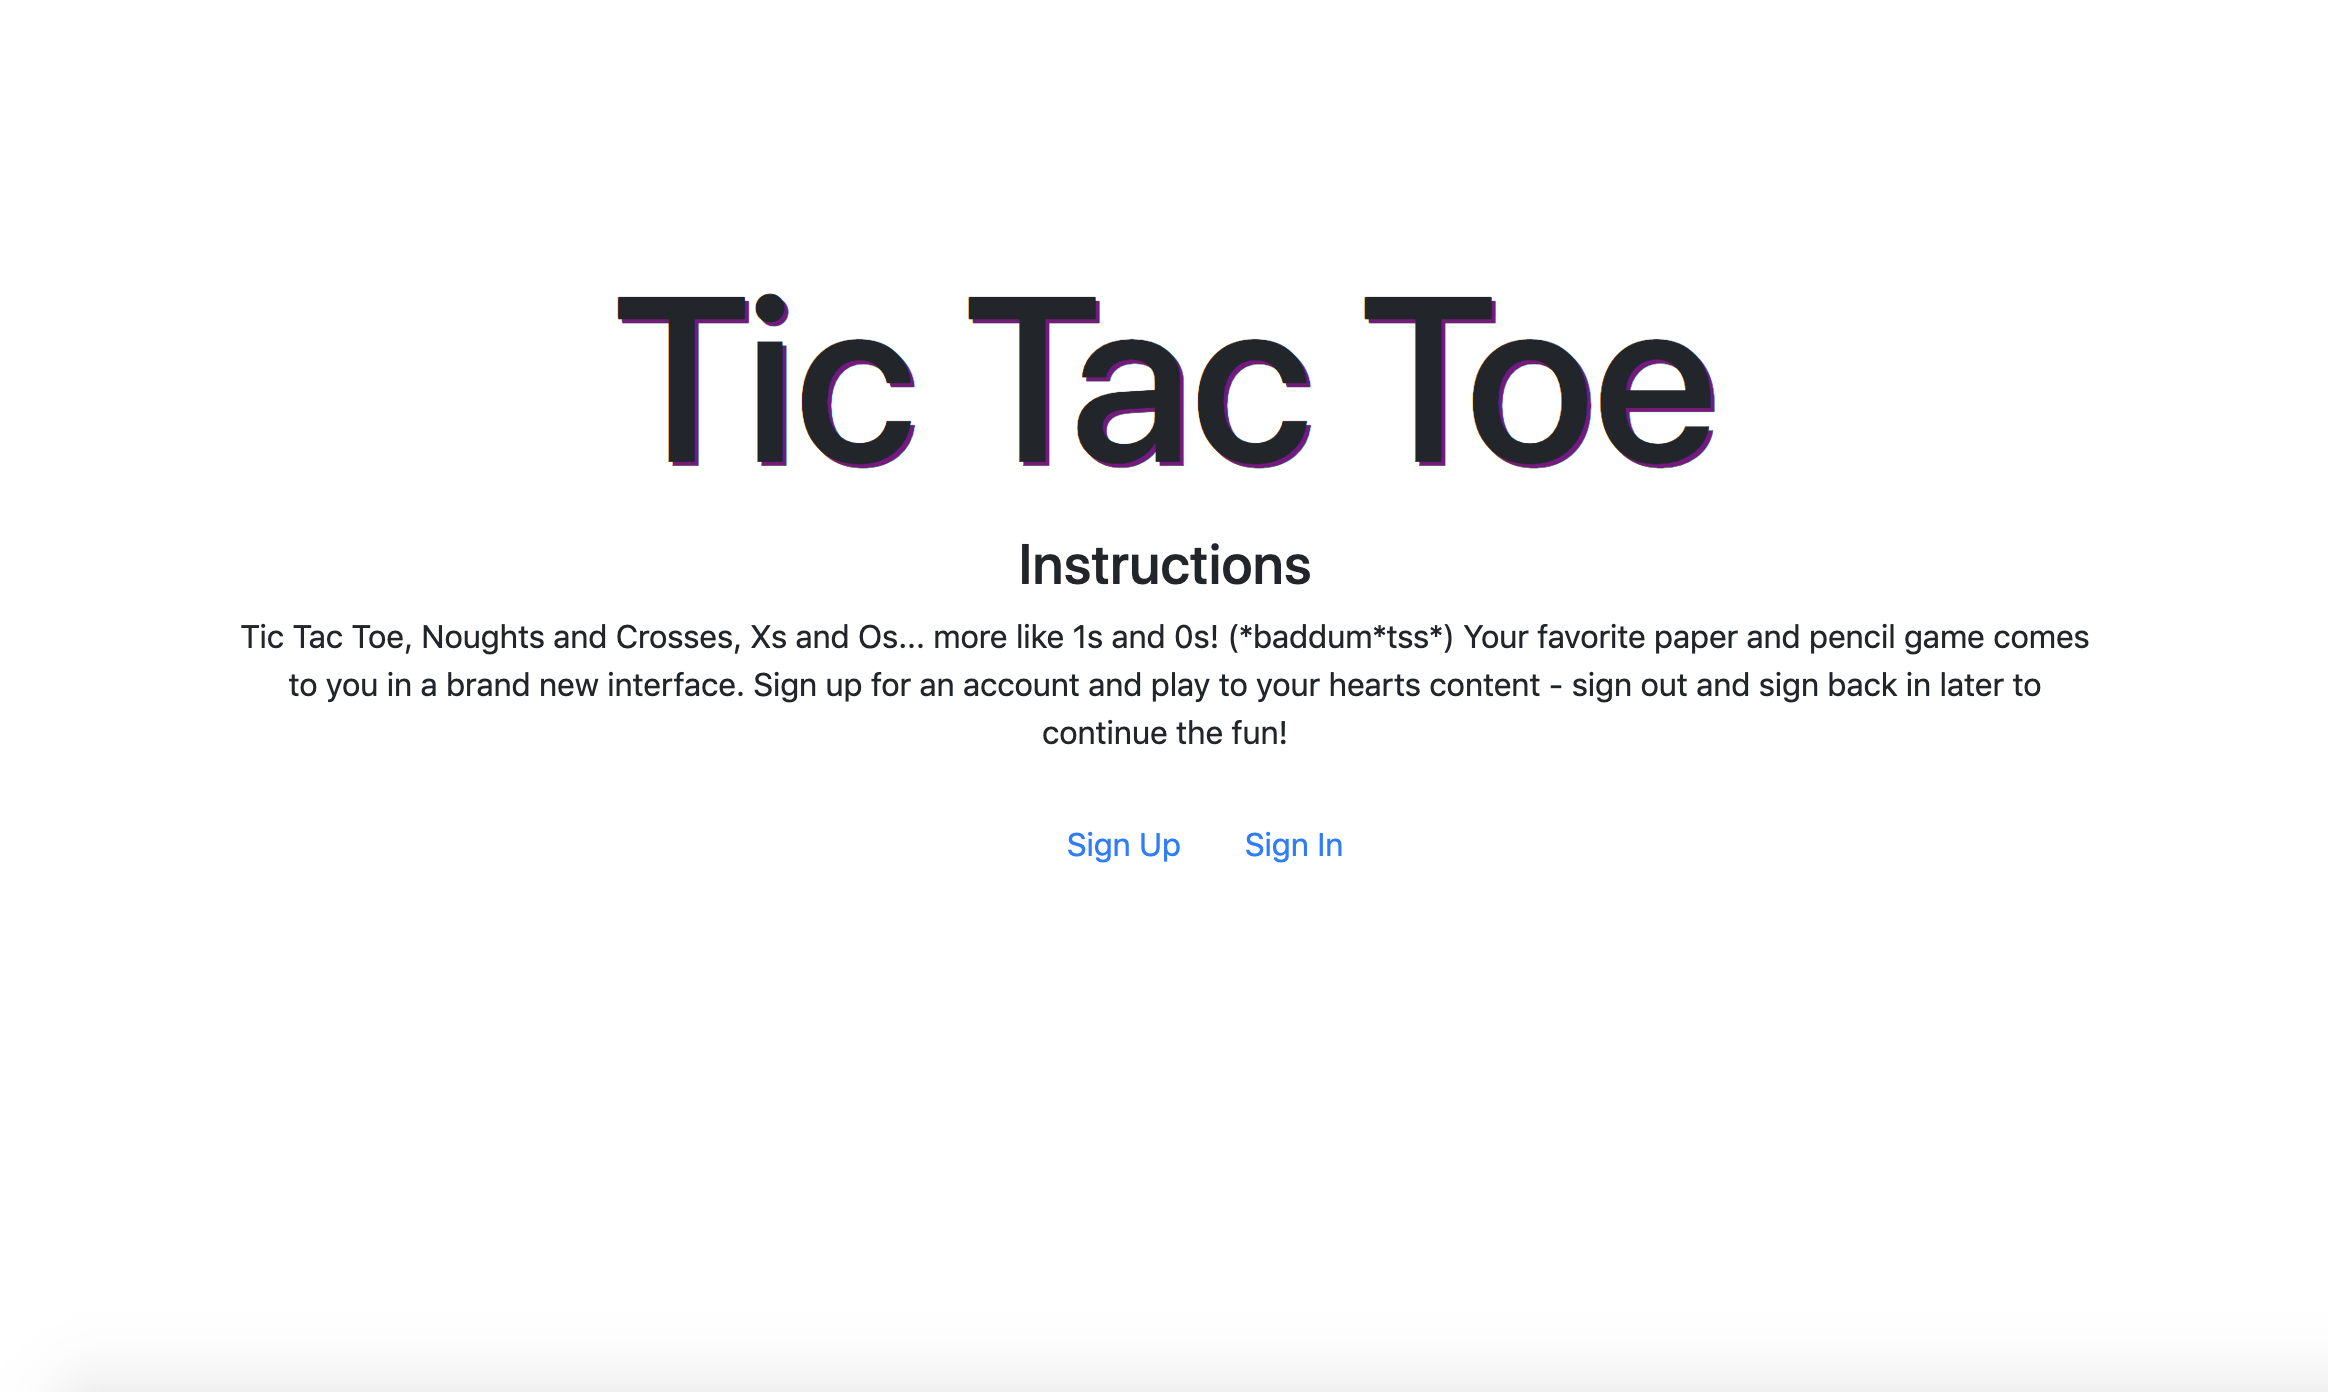 Tic Tac Toe
Instructions
Tic Tac Toe, Noughts and Crosses, Xs and Os... more like 1s and 0s! (*baddum*tss*) Your favorite paper and pencil game comes
to you in a brand new interface. Sign up for an account and play to your hearts content - sign out and sign back in later to
continue the fun!
Sign Up Sign In